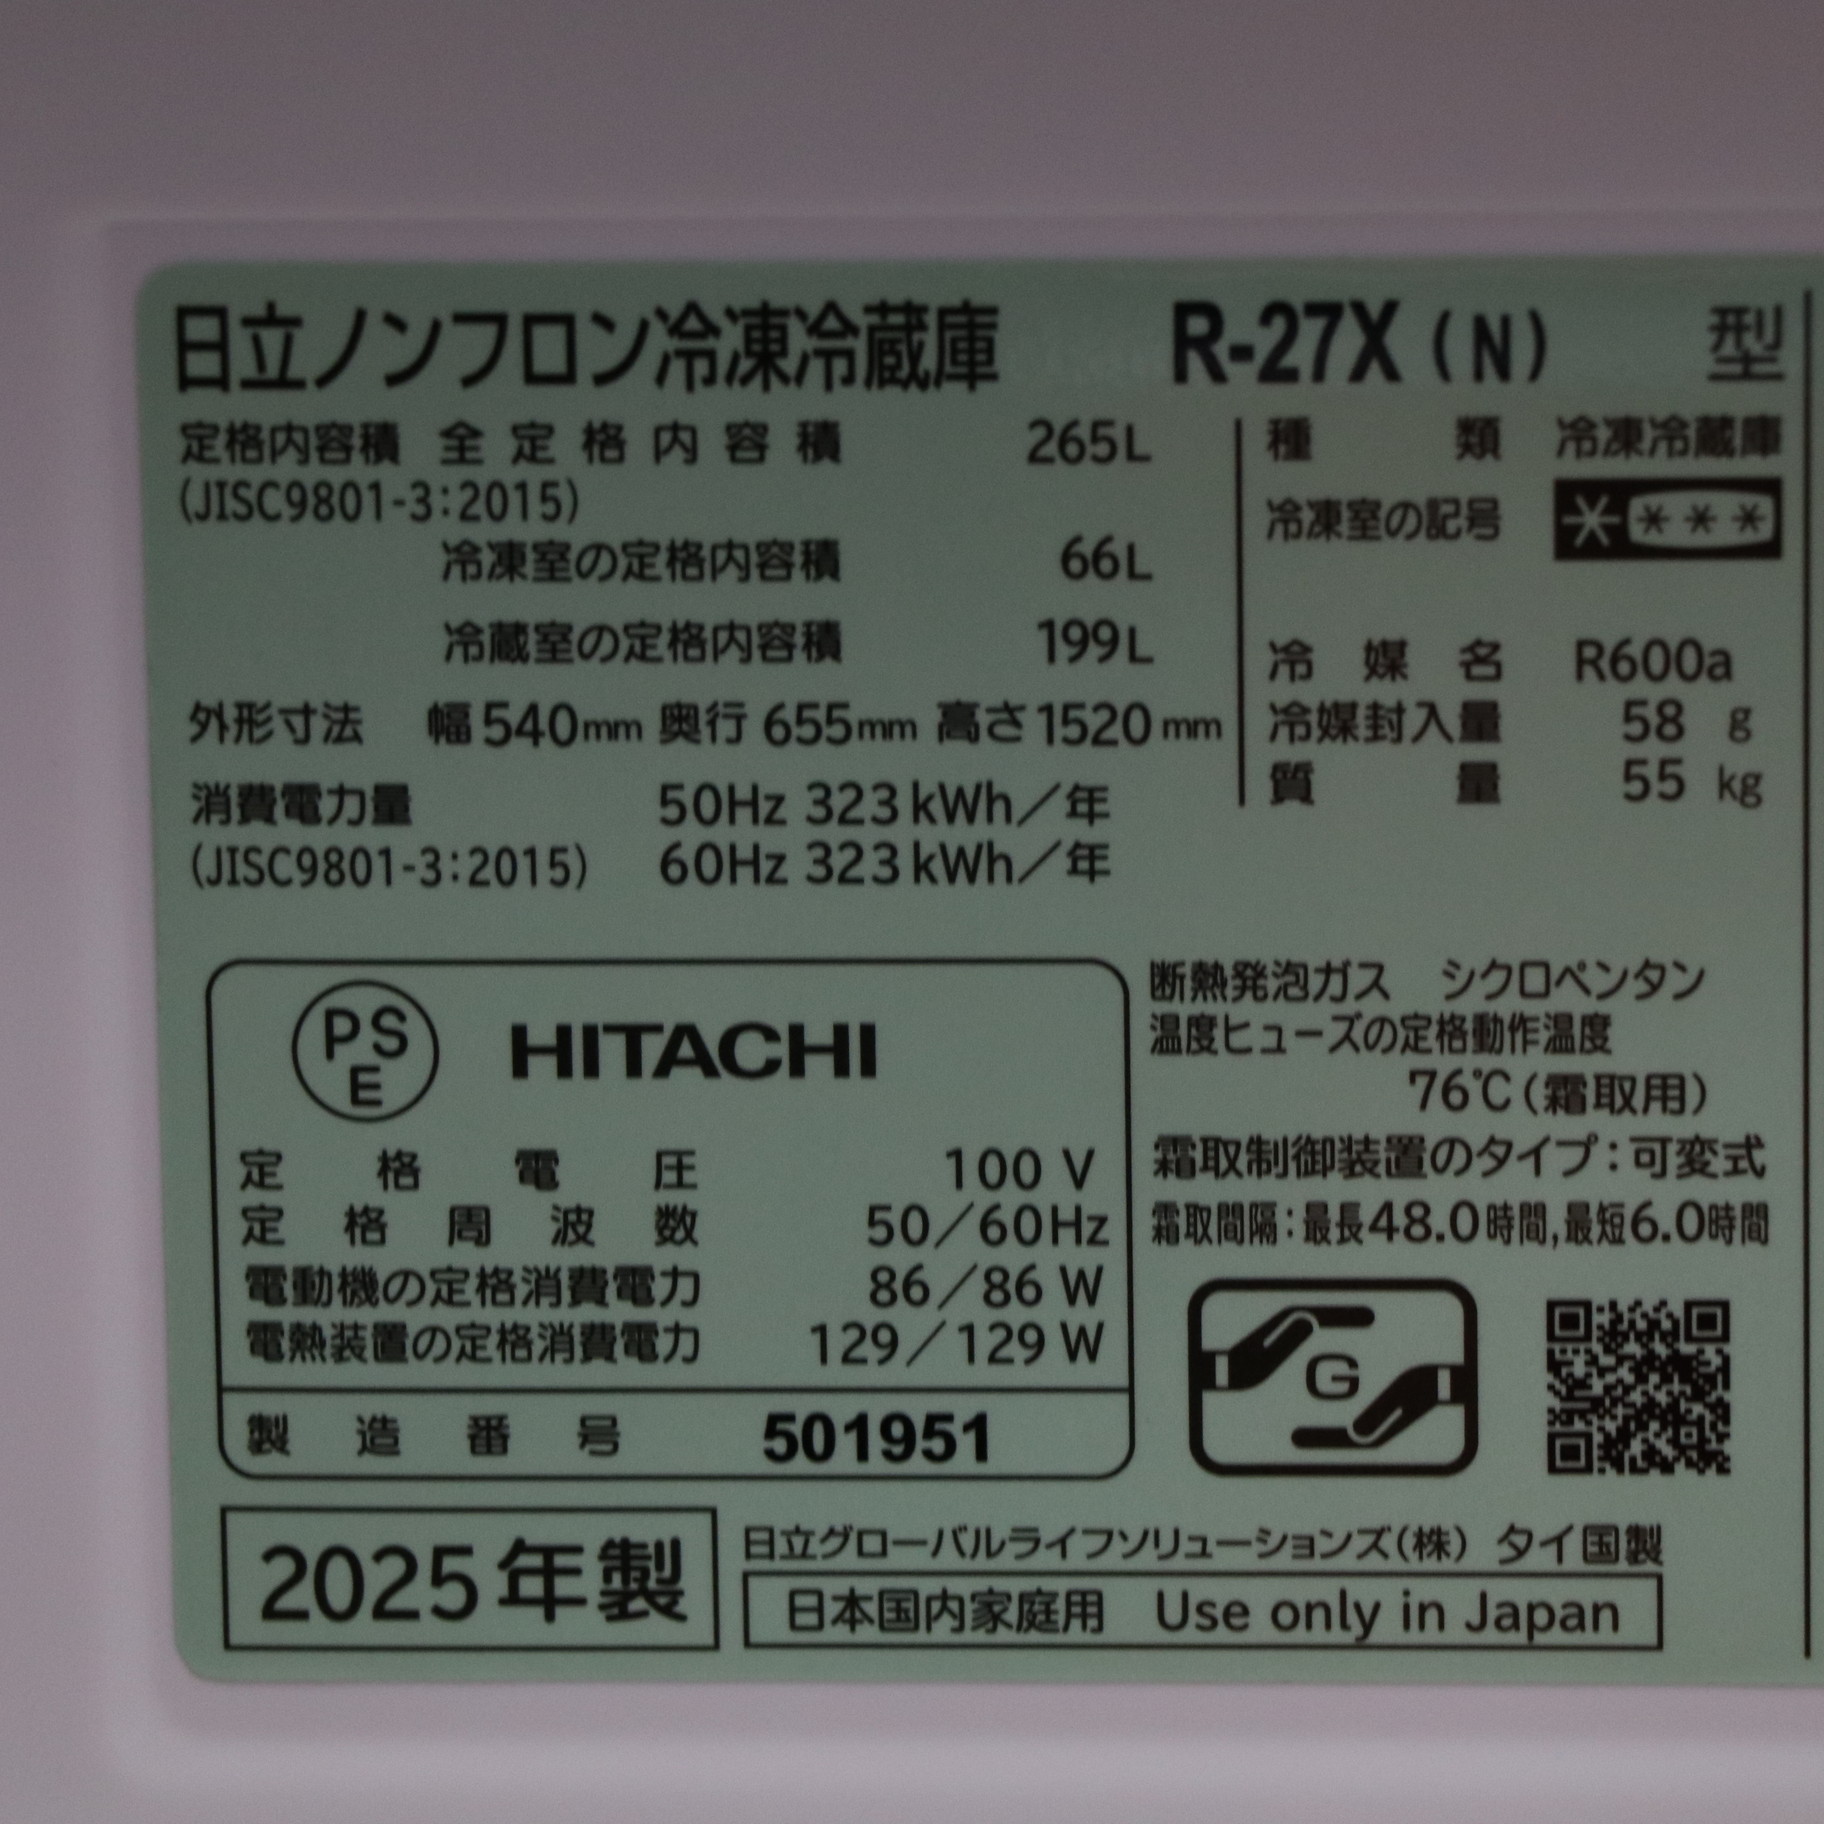 日立ノンフロン冷凍冷蔵庫 R-27X (N) 型
定格内容積 全定格内容積 265L
(JISC9801-3:2015)
冷凍室の定格内容積 66L
冷蔵室の定格内容積 199L
外形寸法 幅540mm 奥行655mm 高さ1520mm
消費電力量 50Hz 323kWh/年
(JISC9801-3:2015) 60Hz 323kWh/年
種類 冷凍冷蔵庫
冷凍室の記号
冷媒名 R600a
冷媒封入量 58 g
質量 55 kg
PSE HITACHI
定格電圧 100 V
定格周波数 50/60Hz
電動機の定格消費電力 86/86 W
電熱装置の定格消費電力 129/129 W
製造番号 501951
断熱発泡ガス シクロペンタン
温度ヒューズの定格動作温度
76℃(霜取用)
霜取制御装置のタイプ:可変式
霜取間隔:最長48.0時間,最短6.0時間
G
2025年製
日立グローバルライフソリューションズ(株) タイ国製
日本国内家庭用 Use only in Japan